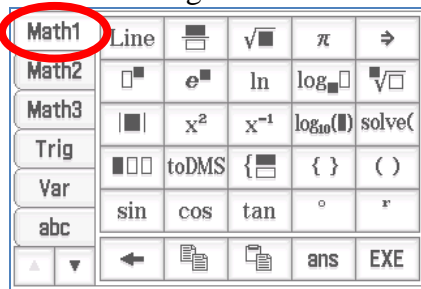 Math1 Line √■ π ⇒
Math2 □■ e■ ln log■□ ■√□
Math3 |■| x² x⁻¹ log₁₀(■) solve(
Trig ■□□ toDMS { } ( )
Var
abc sin cos tan ° r
▲ ▼ ← ans EXE